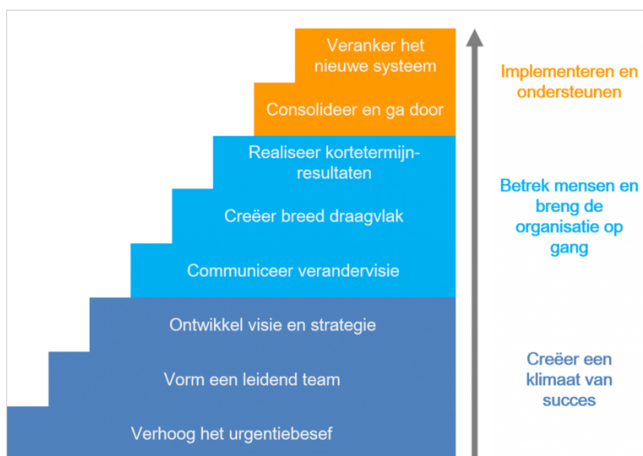 Veranker het
nieuwe systeem
Consolideer en ga door
Realiseer kortetermijn-
resultaten
Creëer breed draagvlak
Communiceer verandervisie
Ontwikkel visie en strategie
Vorm een leidend team
Verhoog het urgentiebesef
Implementeren en
ondersteunen
Betrek mensen en
breng de
organisatie op
gang
Creëer een
klimaat van
succes